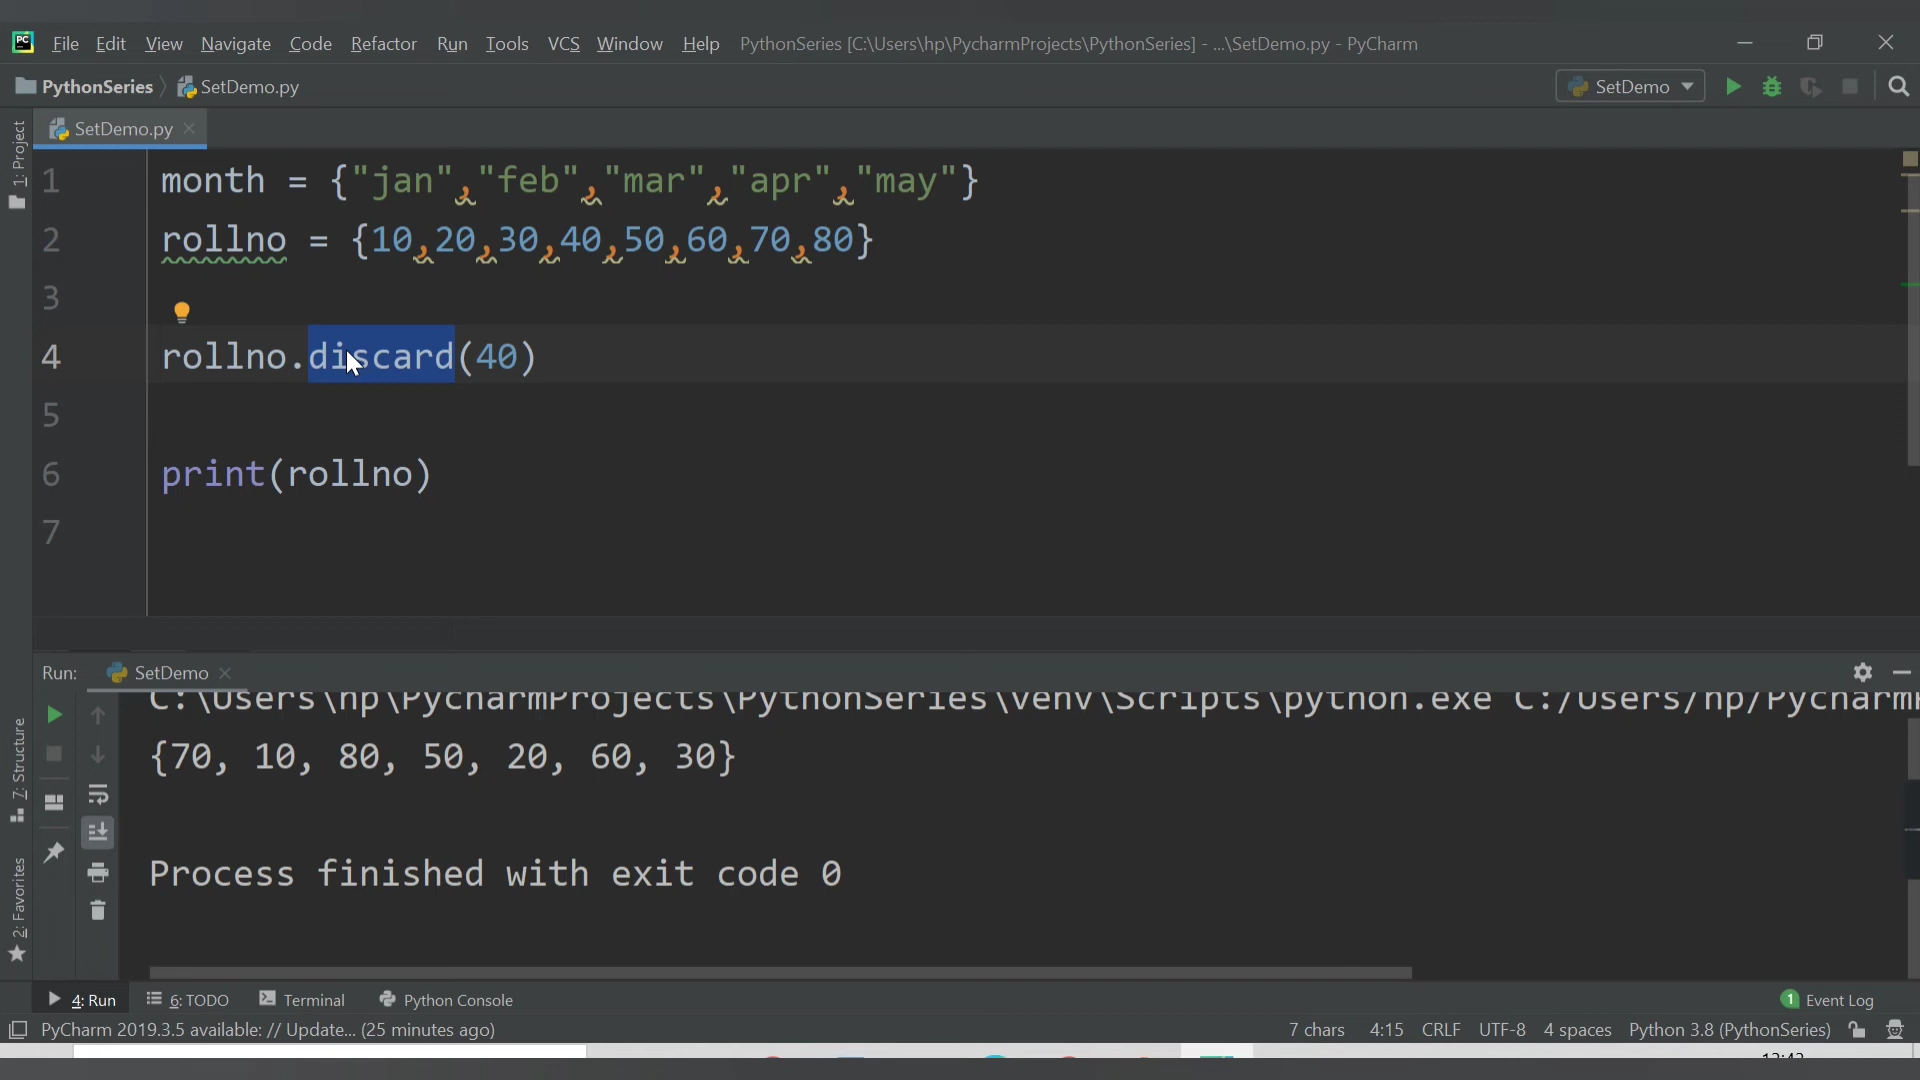 PC File Edit View Navigate Code Refactor Run Tools VCS Window Help PythonSeries [C:\Users\hp\PycharmProjects\PythonSeries] - ...\SetDemo.py - PyCharm
PythonSeries SetDemo.py SetDemo
SetDemo.py
1: Project
1 month = {"jan","feb","mar","apr","may"}
2 rollno = {10,20,30,40,50,60,70,80}
3
4 rollno.discard(40)
5
6 print(rollno)
7
Run: SetDemo
C:\Users\hp\PycharmProjects\PythonSeries\venv\Scripts\python.exe C:/Users/hp/Pycharm
{70, 10, 80, 50, 20, 60, 30}
Process finished with exit code 0
7: Structure
2: Favorites
4: Run 6: TODO Terminal Python Console 1 Event Log
PyCharm 2019.3.5 available: // Update... (25 minutes ago) 7 chars 4:15 CRLF UTF-8 4 spaces Python 3.8 (PythonSeries)